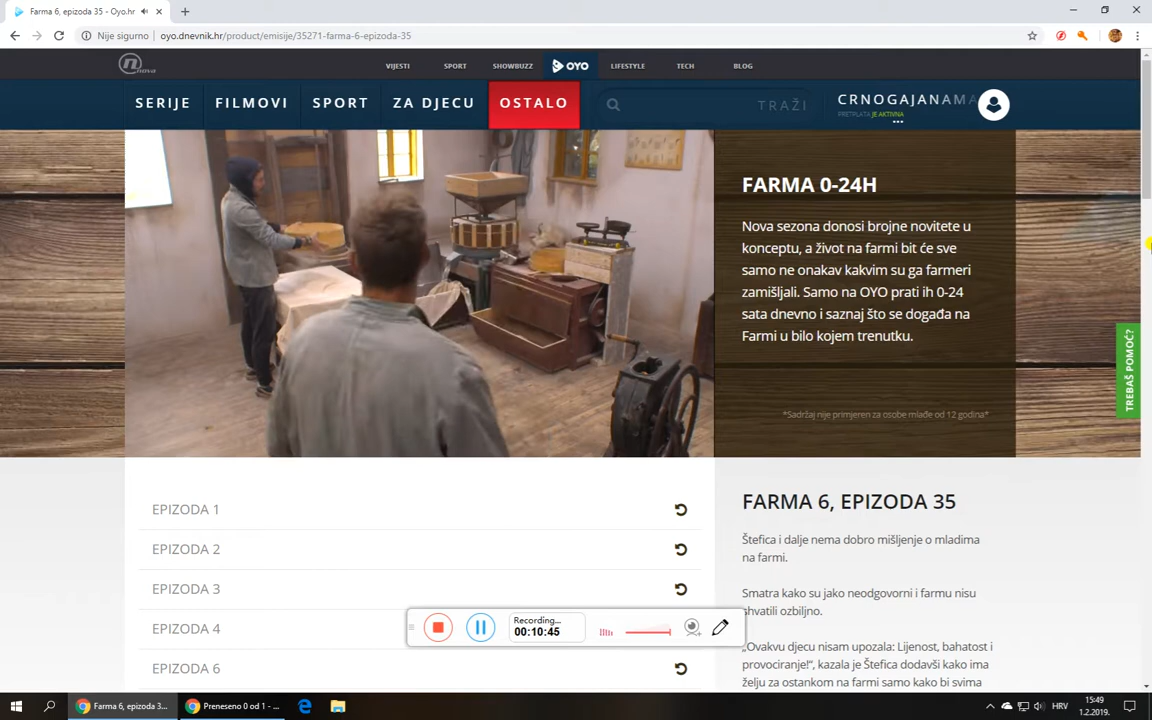 Farma 6, epizoda 35 - Oyo.hr
Nije sigurno
oyo.dnevnik.hr/product/emisije/35271-farma-6-epizoda-35
nova
VIJESTI
SPORT
SHOWBUZZ
OYO
LIFESTYLE
TECH
BLOG
SERIJE
FILMOVI
SPORT
ZA DJECU
OSTALO
TRAŽI
CRNOGAJANAMA
PRETPLATA JE AKTIVNA
FARMA 0-24H
Nova sezona donosi brojne novitete u
konceptu, a život na farmi bit će sve
samo ne onakav kakvim su ga farmeri
zamišljali. Samo na OYO prati ih 0-24
sata dnevno i saznaj što se događa na
Farmi u bilo kojem trenutku.
*Sadržaj nije primjeren za osobe mlađe od 12 godina*
TREBAŠ POMOĆ?
EPIZODA 1
EPIZODA 2
EPIZODA 3
EPIZODA 4
EPIZODA 6
FARMA 6, EPIZODA 35
Štefica i dalje nema dobro mišljenje o mladima
na farmi.
Smatra kako su jako neodgovorni i farmu nisu
shvatili ozbiljno.
„Ovakvu djecu nisam upozala: Lijenost, bahatost i
provociranje!“, kazala je Štefica dodavši kako ima
želju za ostankom na farmi samo kako bi svima
Recording...
00:10:45
Farma 6, epizoda 3...
Preneseno 0 od 1 - ...
HRV
15:49
1.2.2019.